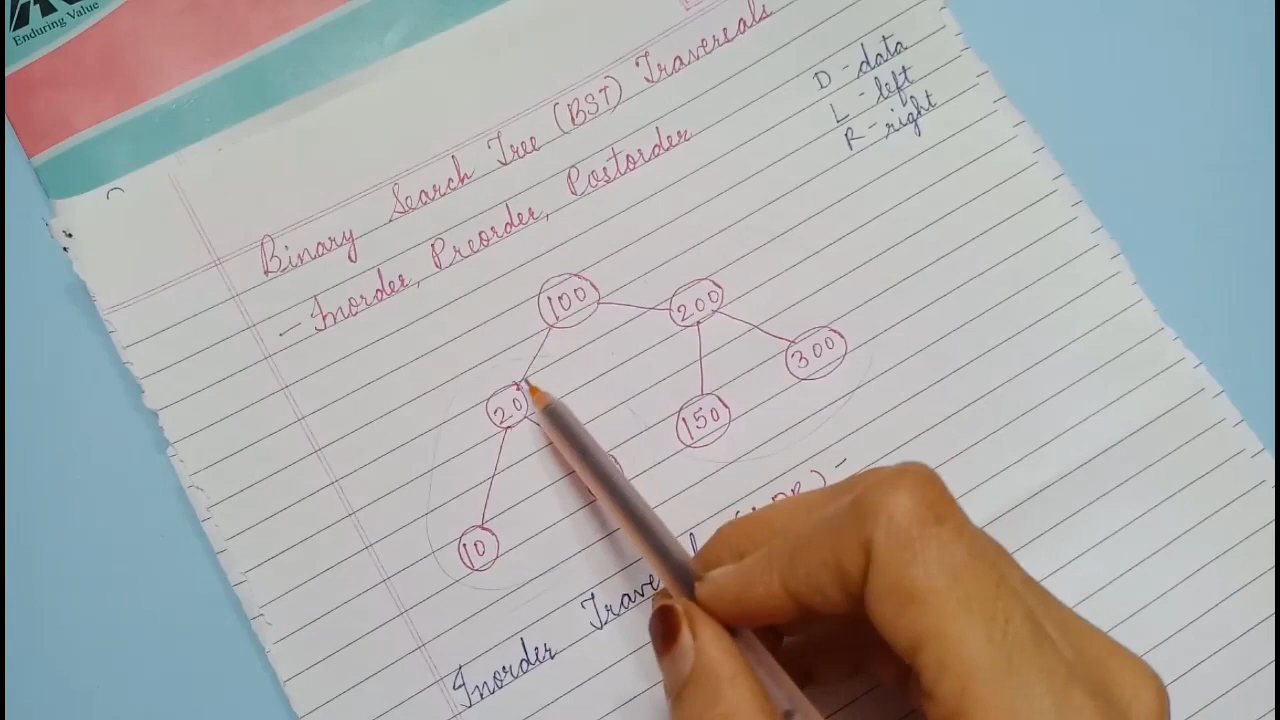 Enduring Value
Binary Search Tree (BST) Traversals
- Inorder, Preorder, Postorder
D - data
L - left
R - right
100
200
300
20
150
10
Inorder